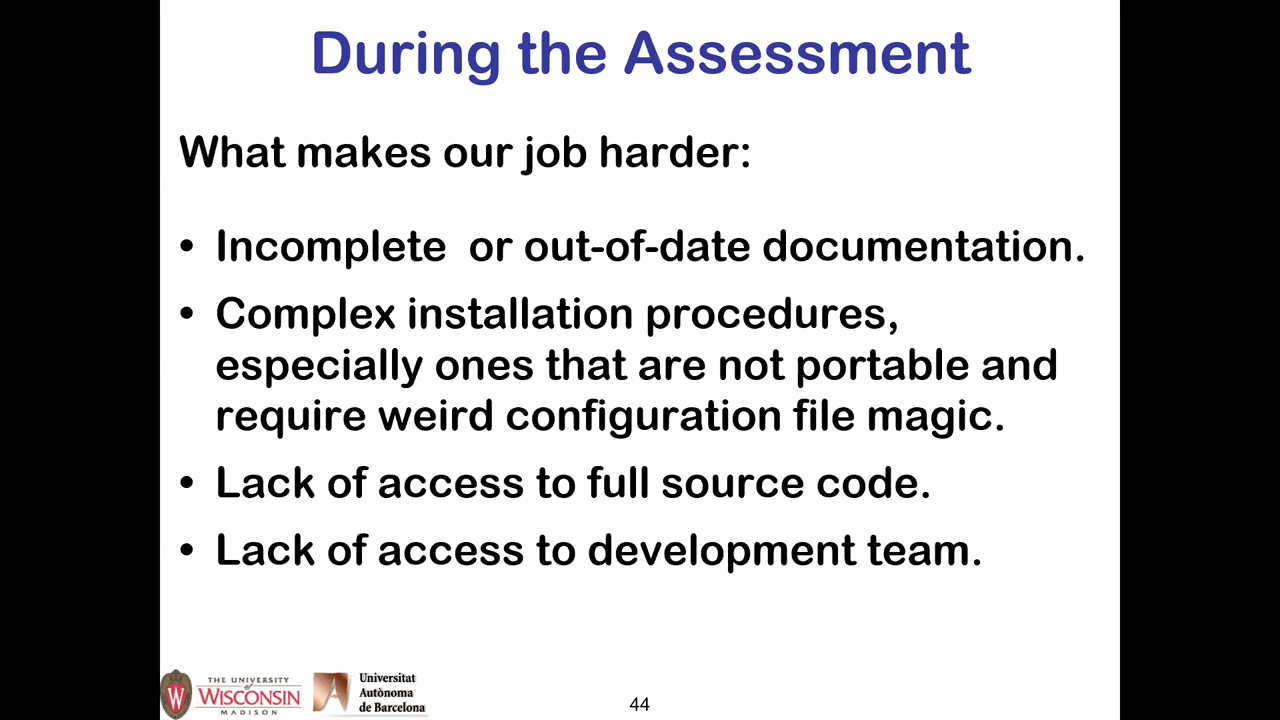 During the Assessment
What makes our job harder:
• Incomplete or out-of-date documentation.
• Complex installation procedures,
especially ones that are not portable and
require weird configuration file magic.
• Lack of access to full source code.
• Lack of access to development team.
THE UNIVERSITY
of
WISCONSIN
MADISON
Universitat
Autònoma
de Barcelona
44